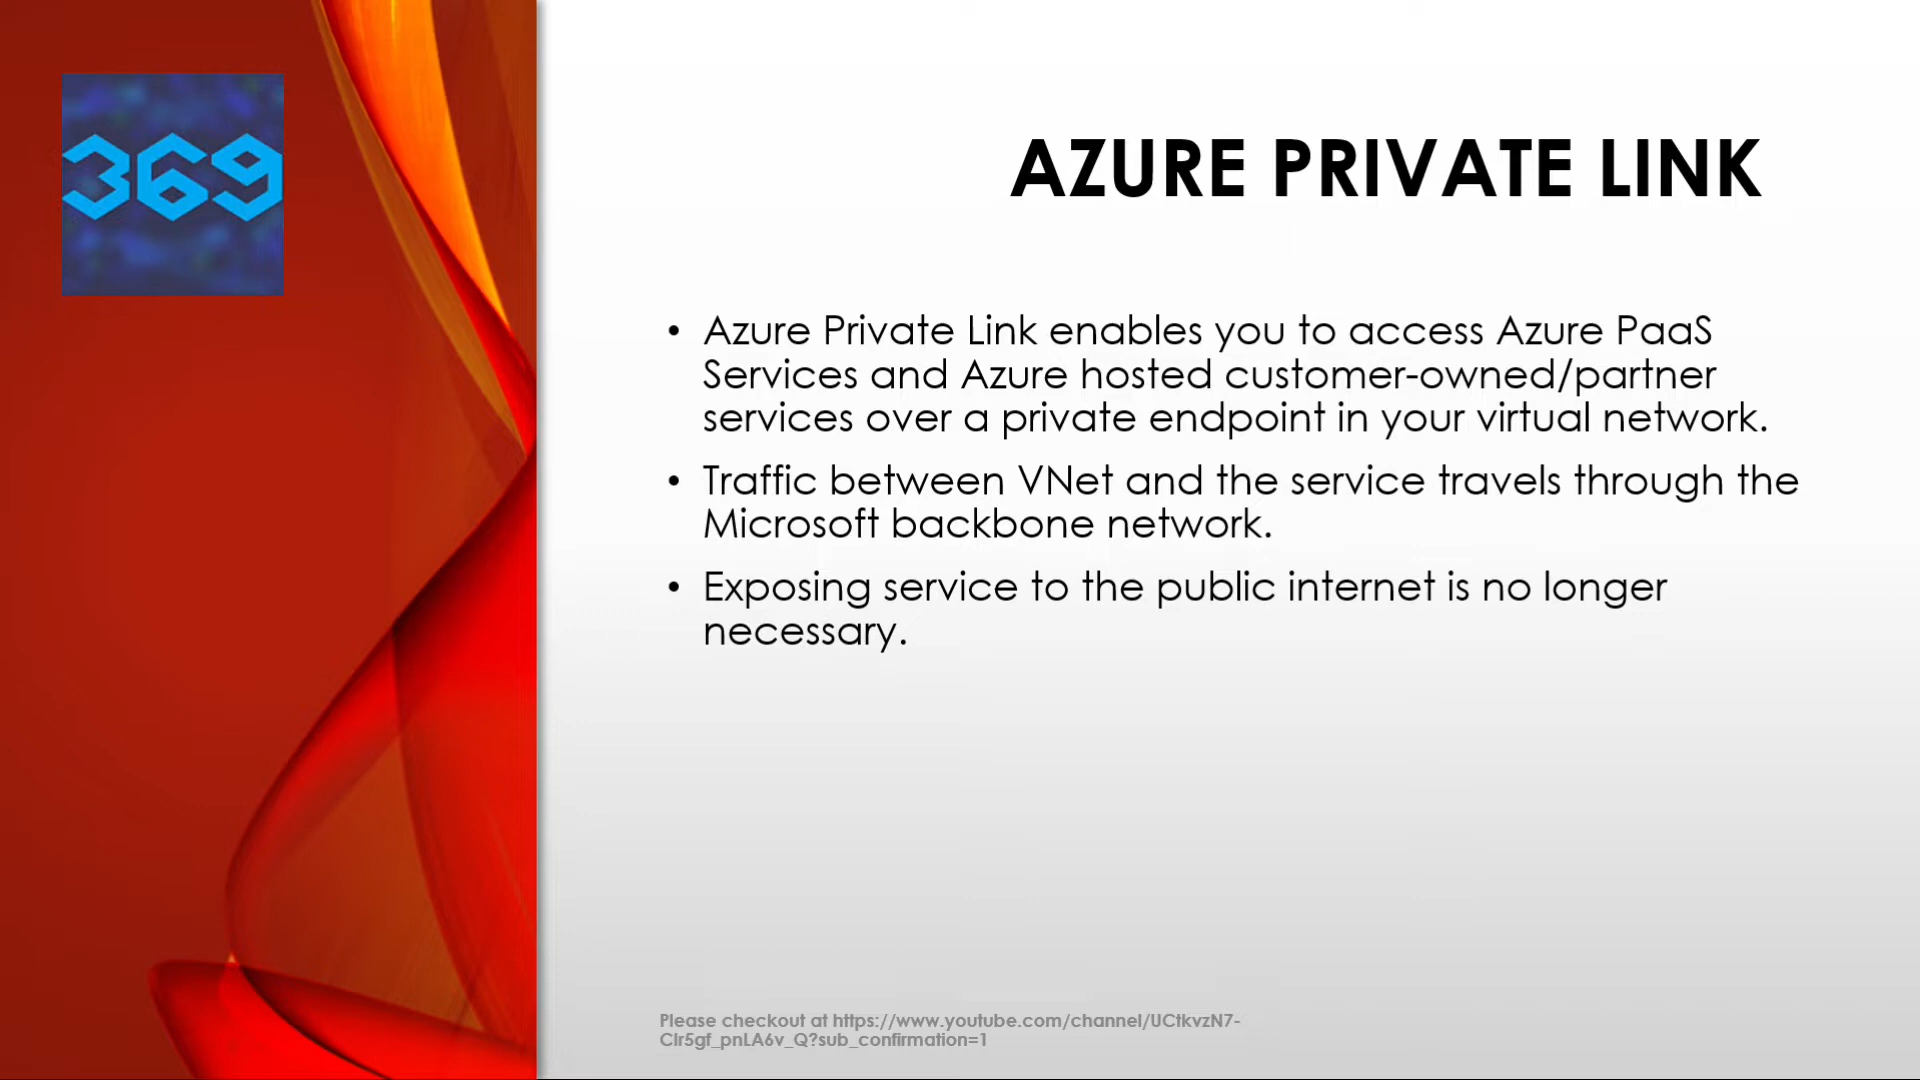 369
AZURE PRIVATE LINK
• Azure Private Link enables you to access Azure PaaS
Services and Azure hosted customer-owned/partner
services over a private endpoint in your virtual network.
• Traffic between VNet and the service travels through the
Microsoft backbone network.
• Exposing service to the public internet is no longer
necessary.
Please checkout at https://www.youtube.com/channel/UCtkvzN7-
CIr5gf_pnLA6v_Q?sub_confirmation=1